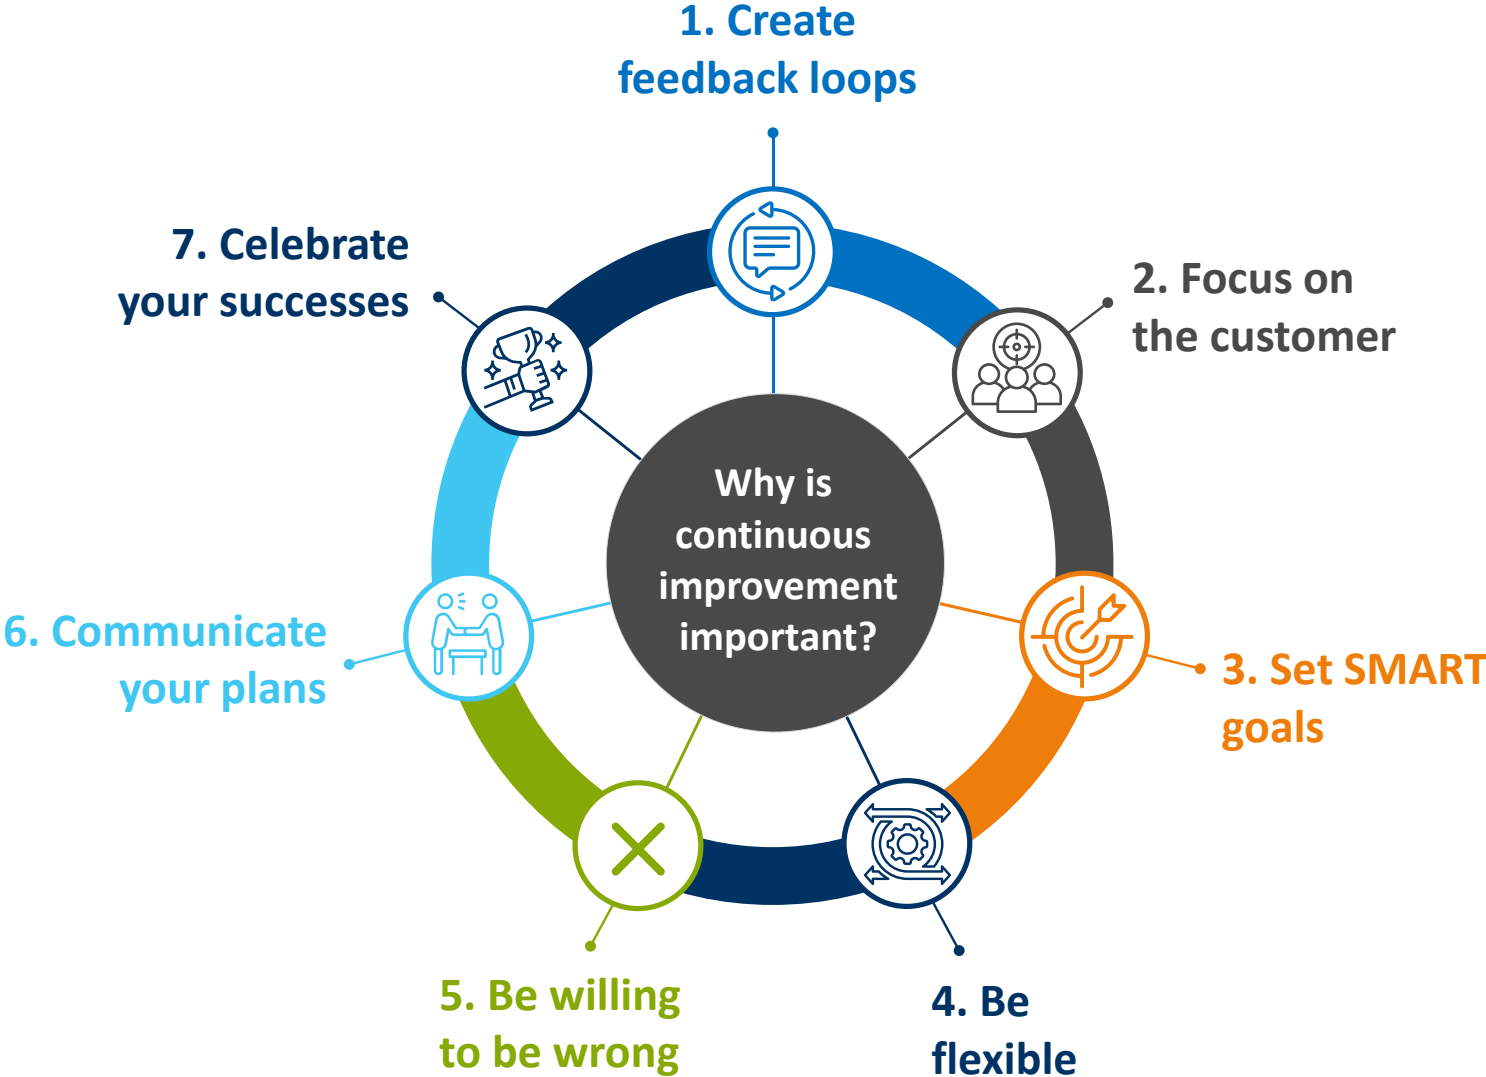 1. Create
feedback loops
2. Focus on
the customer
3. Set SMART
goals
4. Be
flexible
5. Be willing
to be wrong
6. Communicate
your plans
7. Celebrate
your successes
Why is
continuous
improvement
important?